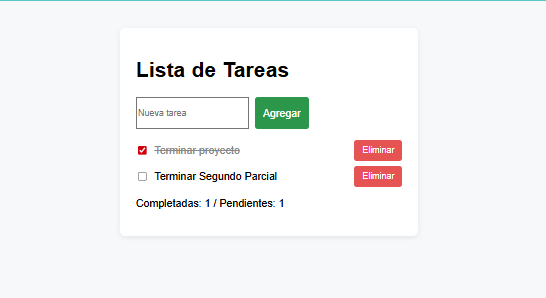 Lista de Tareas
Nueva tarea Agregar
Terminar proyecto Eliminar
Terminar Segundo Parcial Eliminar
Completadas: 1 / Pendientes: 1